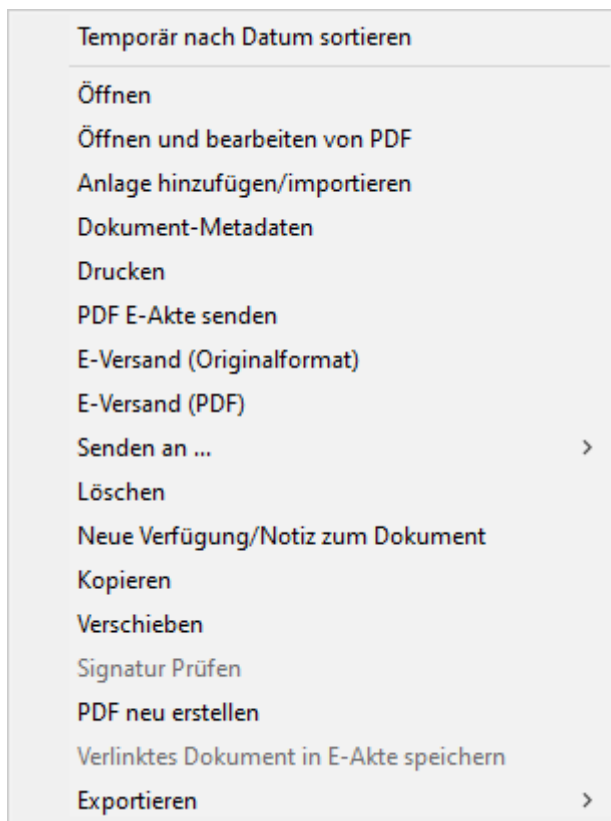 Temporär nach Datum sortieren
Öffnen
Öffnen und bearbeiten von PDF
Anlage hinzufügen/importieren
Dokument-Metadaten
Drucken
PDF E-Akte senden
E-Versand (Originalformat)
E-Versand (PDF)
Senden an ...
Löschen
Neue Verfügung/Notiz zum Dokument
Kopieren
Verschieben
Signatur Prüfen
PDF neu erstellen
Verlinktes Dokument in E-Akte speichern
Exportieren